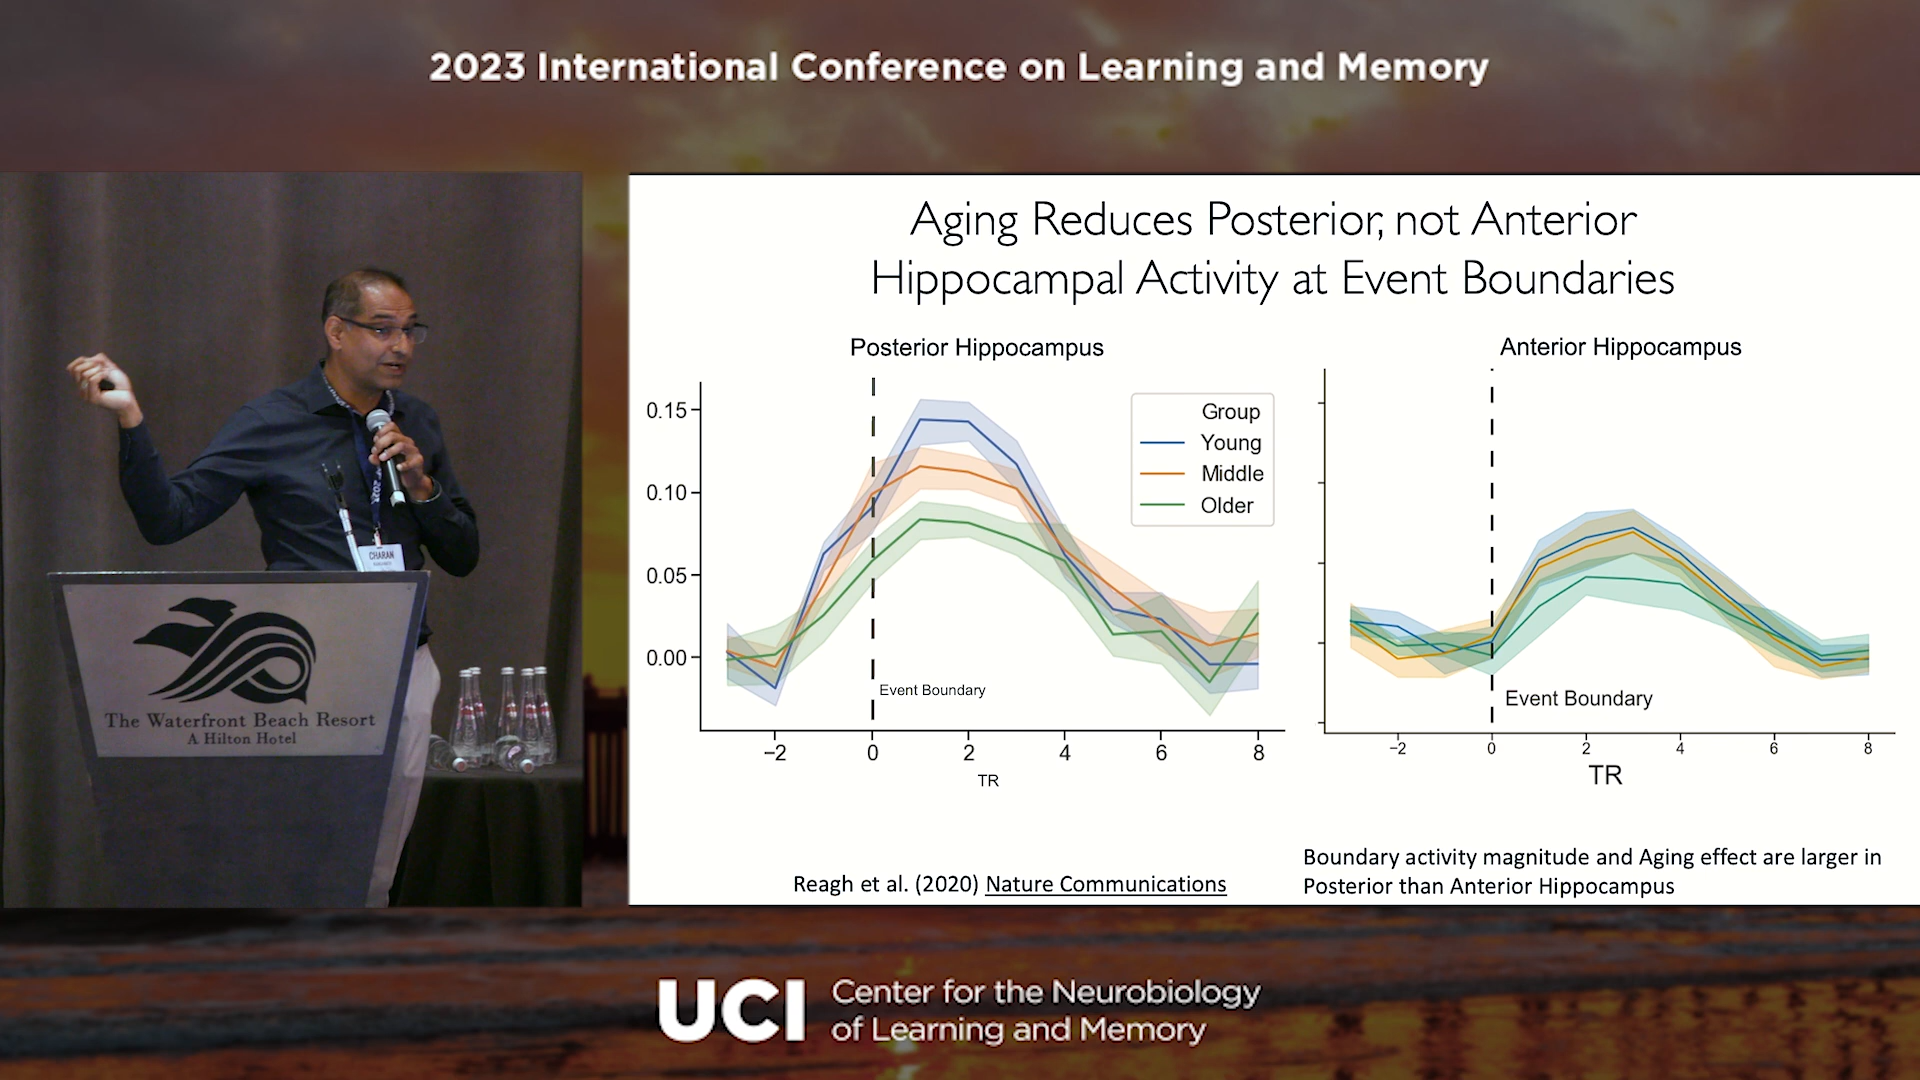 2023 International Conference on Learning and Memory
CHARAN
The Waterfront Beach Resort
A Hilton Hotel
Aging Reduces Posterior, not Anterior
Hippocampal Activity at Event Boundaries
Posterior Hippocampus
0.15
0.10
0.05
0.00
Group
Young
Middle
Older
Event Boundary
−2
0
2
4
6
8
TR
Anterior Hippocampus
Event Boundary
−2
0
2
4
6
8
TR
Reagh et al. (2020) Nature Communications
Boundary activity magnitude and Aging effect are larger in
Posterior than Anterior Hippocampus
UCI
Center for the Neurobiology
of Learning and Memory